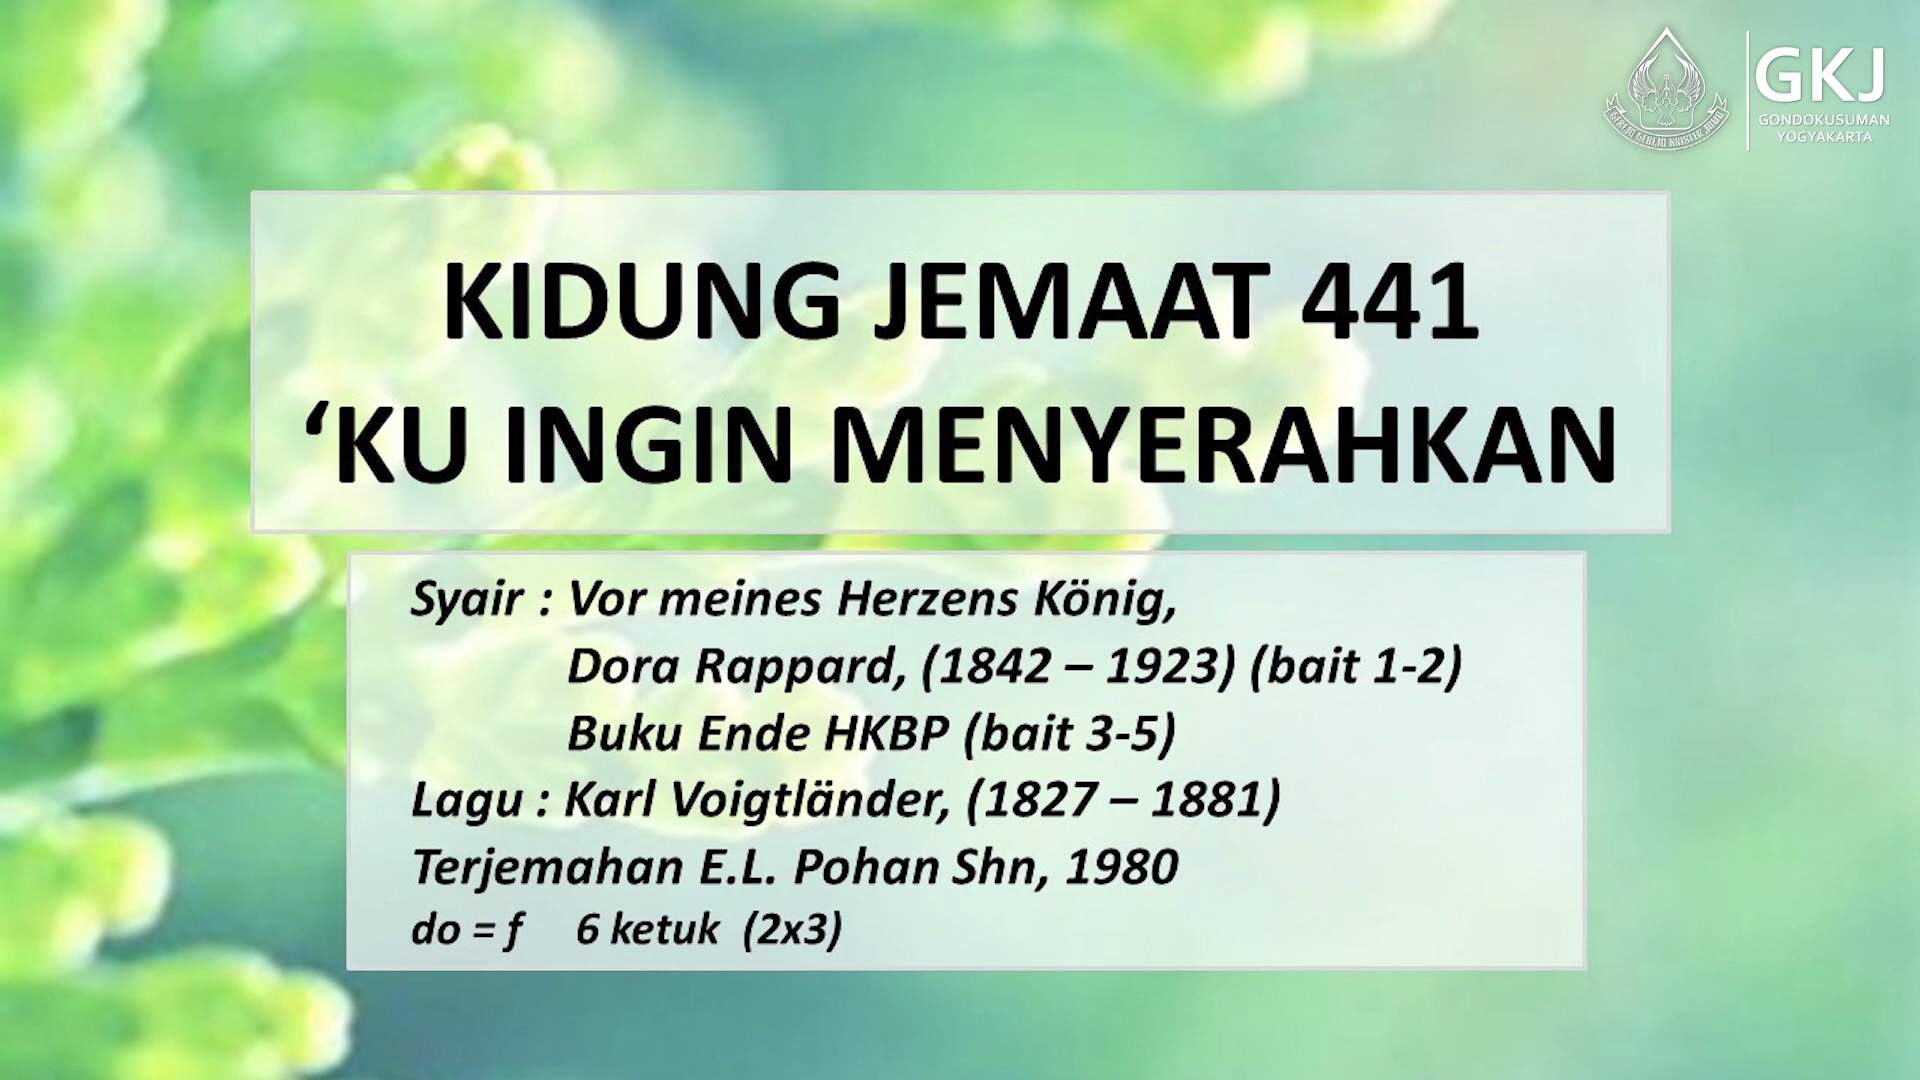 GKJ
GONDOKUSUMAN
YOGYAKARTA
KIDUNG JEMAAT 441
‘KU INGIN MENYERAHKAN
Syair : Vor meines Herzens König,
Dora Rappard, (1842 – 1923) (bait 1-2)
Buku Ende HKBP (bait 3-5)
Lagu : Karl Voigtländer, (1827 – 1881)
Terjemahan E.L. Pohan Shn, 1980
do = f 6 ketuk (2x3)